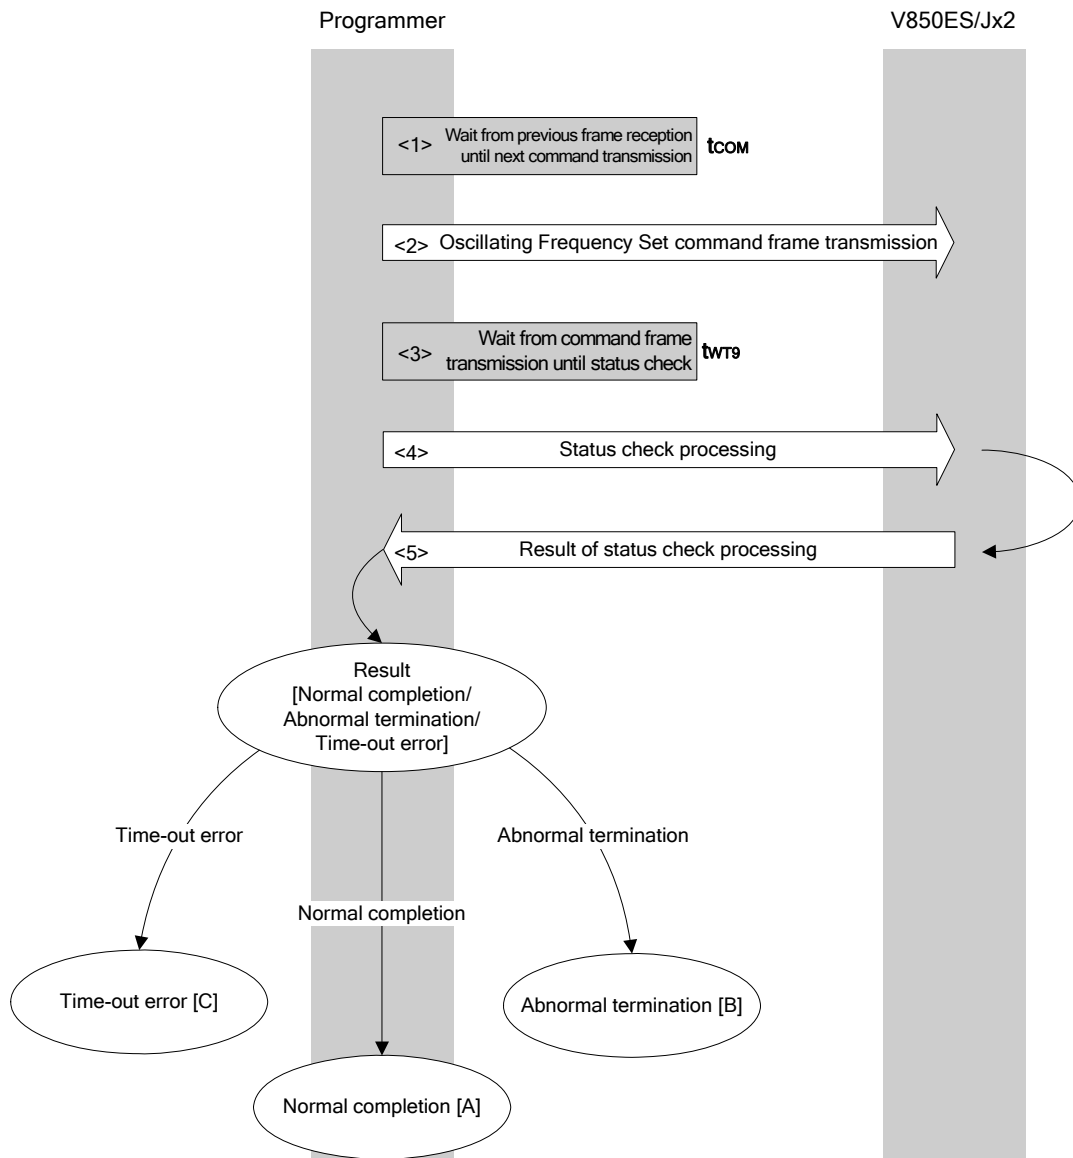 Programmer
V850ES/Jx2
<1> Wait from previous frame reception
until next command transmission
tCOM
<2> Oscillating Frequency Set command frame transmission
<3> Wait from command frame
transmission until status check
tWT9
<4> Status check processing
<5> Result of status check processing
Result
[Normal completion/
Abnormal termination/
Time-out error]
Time-out error
Abnormal termination
Normal completion
Time-out error [C]
Abnormal termination [B]
Normal completion [A]